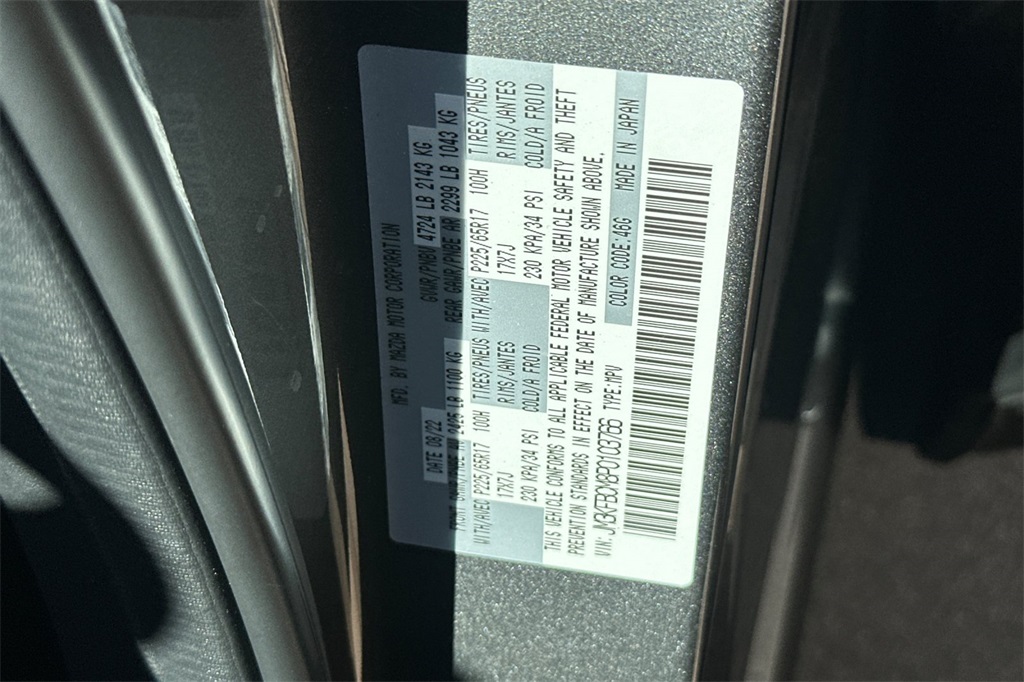 MFD. BY MAZDA MOTOR CORPORATION
DATE 08/22 GVWR/PNBV 4724 LB 2143 KG
2425 LB 1100 KG REAR GAWR/PNBE AR 2299 LB 1043 KG
WITH/AVEC P225/65R17 100H TIRES/PNEUS WITH/AVEC P225/65R17 100H TIRES/PNEUS
17X7J RIMS/JANTES 17X7J RIMS/JANTES
230 KPA/34 PSI COLD/A FROID 230 KPA/34 PSI COLD/A FROID
THIS VEHICLE CONFORMS TO ALL APPLICABLE FEDERAL MOTOR VEHICLE SAFETY AND THEFT
PREVENTION STANDARDS IN EFFECT ON THE DATE OF MANUFACTURE SHOWN ABOVE.
VIN: TYPE:MPV COLOR CODE:46G MADE IN JAPAN